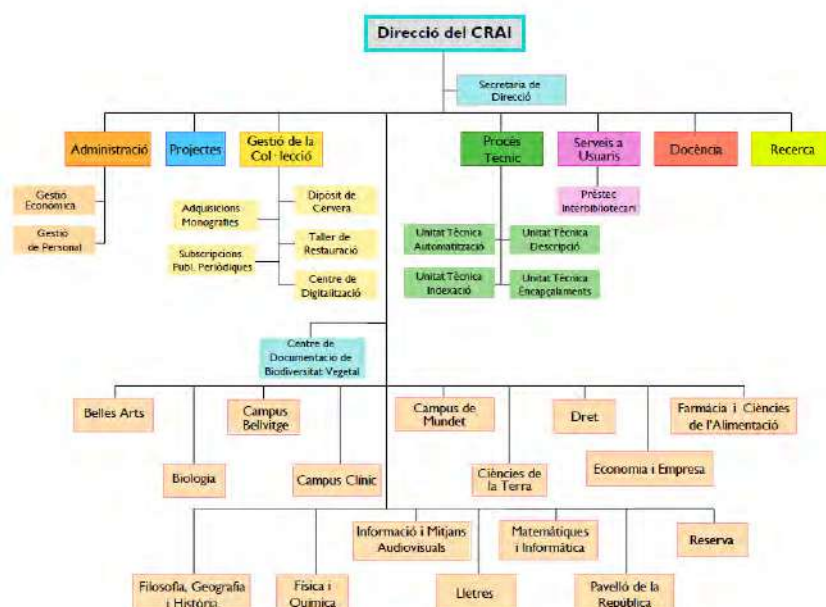 Direcció del CRAI
Secretaria de
Direcció
Administració
Projectes
Gestió de la
Col·lecció
Procés
Tècnic
Serveis a
Usuaris
Docència
Recerca
Gestió
Econòmica
Gestió
de Personal
Adquisicions
Monografies
Subscripcions
Publ. Periòdiques
Dipòsit de
Cervera
Taller de
Restauració
Centre de
Digitalització
Préstec
Interbibliotecari
Unitat Tècnica
Automatització
Unitat Tècnica
Descripció
Unitat Tècnica
Indexació
Unitat Tècnica
Encapçalaments
Centre de
Documentació de
Biodiversitat Vegetal
Belles Arts
Campus
Bellvitge
Campus de
Mundet
Dret
Farmàcia i Ciències
de l'Alimentació
Biologia
Campus Clínic
Ciències de
la Terra
Economia i Empresa
Informació i Mitjans
Audiovisuals
Matemàtiques
i Informàtica
Reserva
Filosofia, Geografia
i Història
Física i
Química
Lletres
Pavelló de la
República